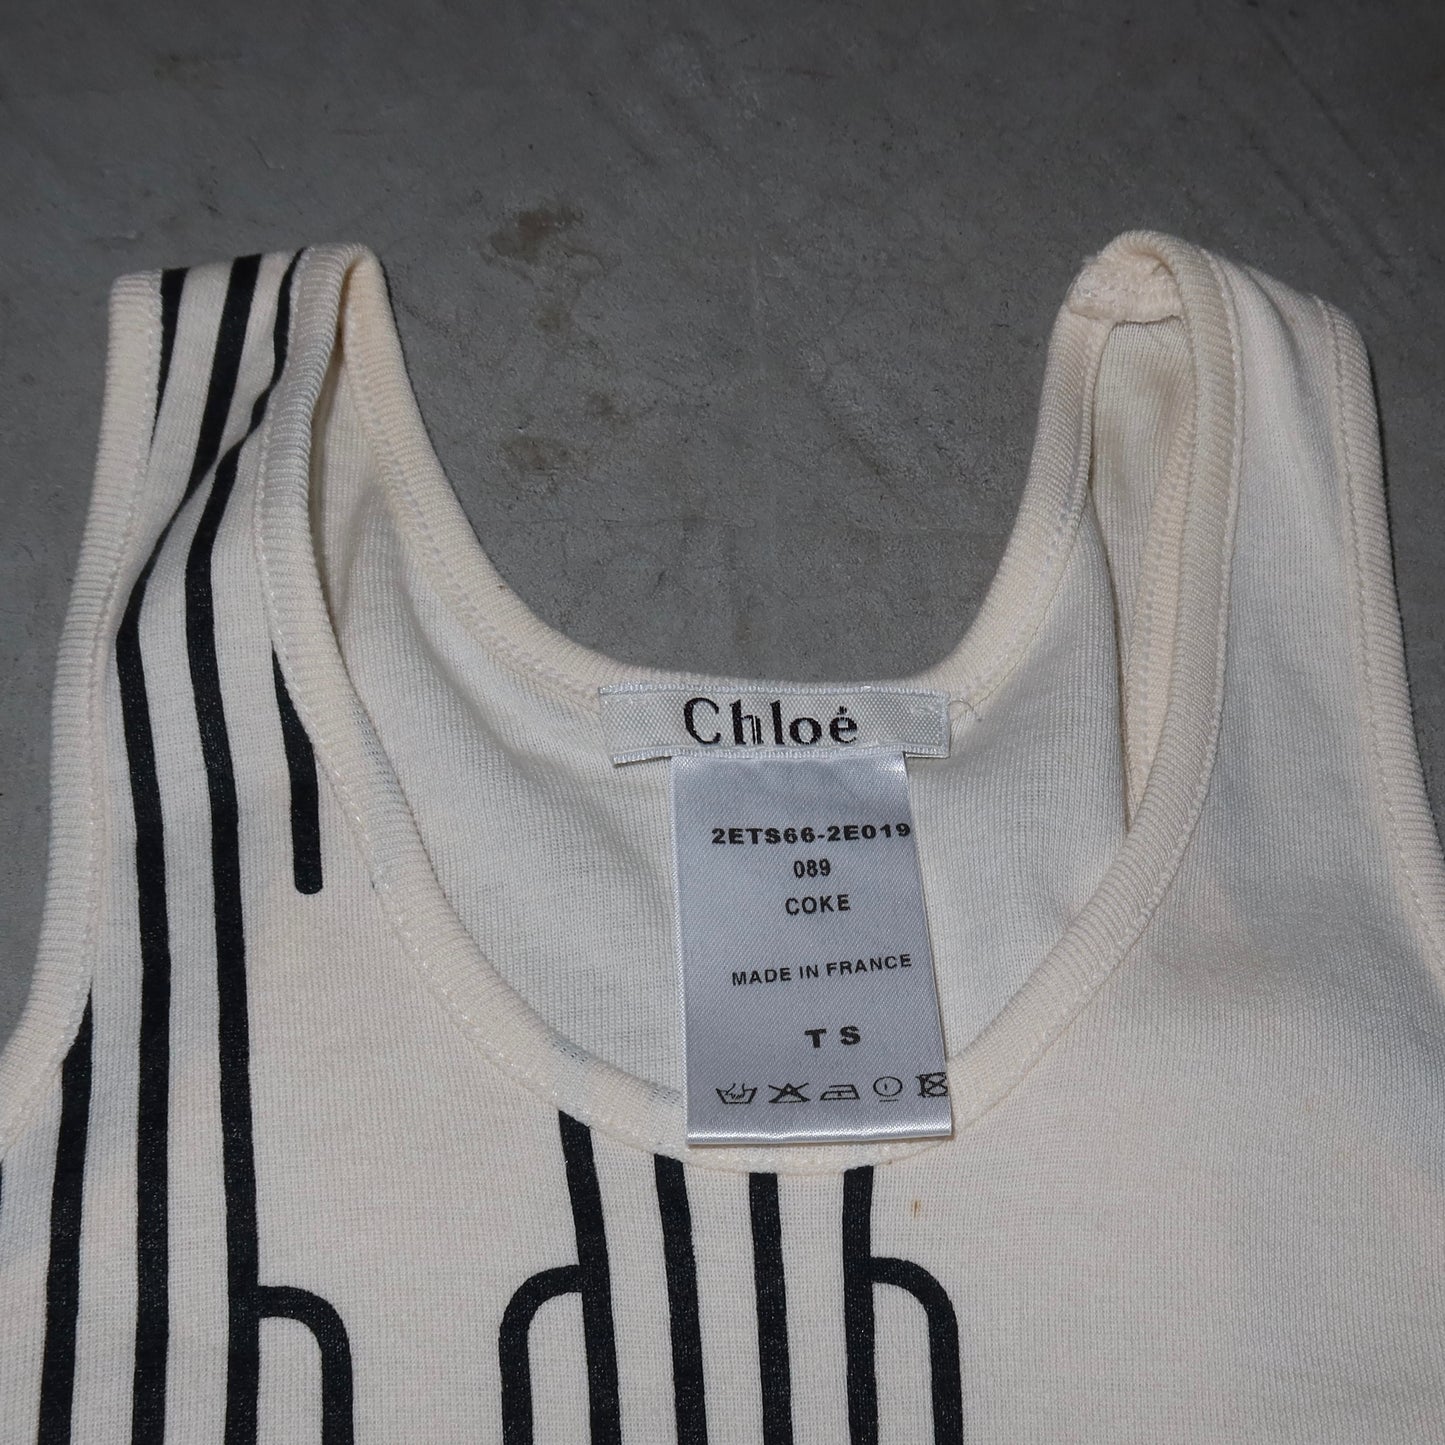 Chloé
2ETS66-2E019
089
COKE
MADE IN FRANCE
TS